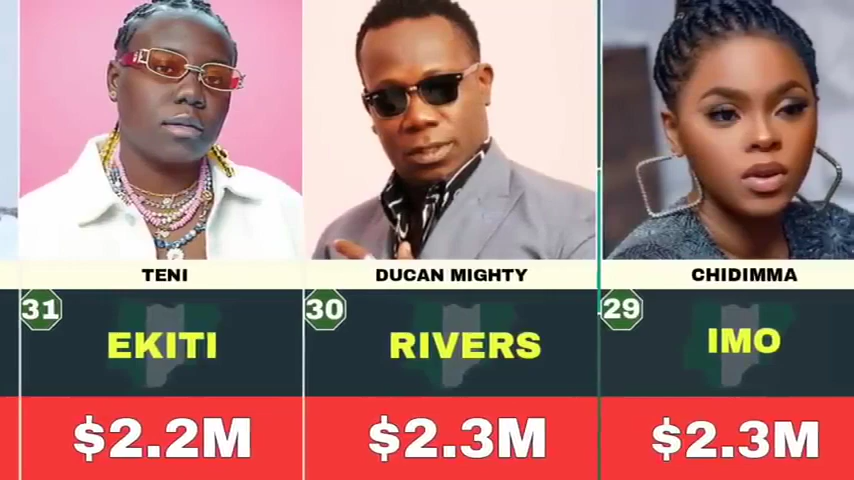 TENI
31
EKITI
$2.2M
DUCAN MIGHTY
30
RIVERS
$2.3M
CHIDIMMA
29
IMO
$2.3M